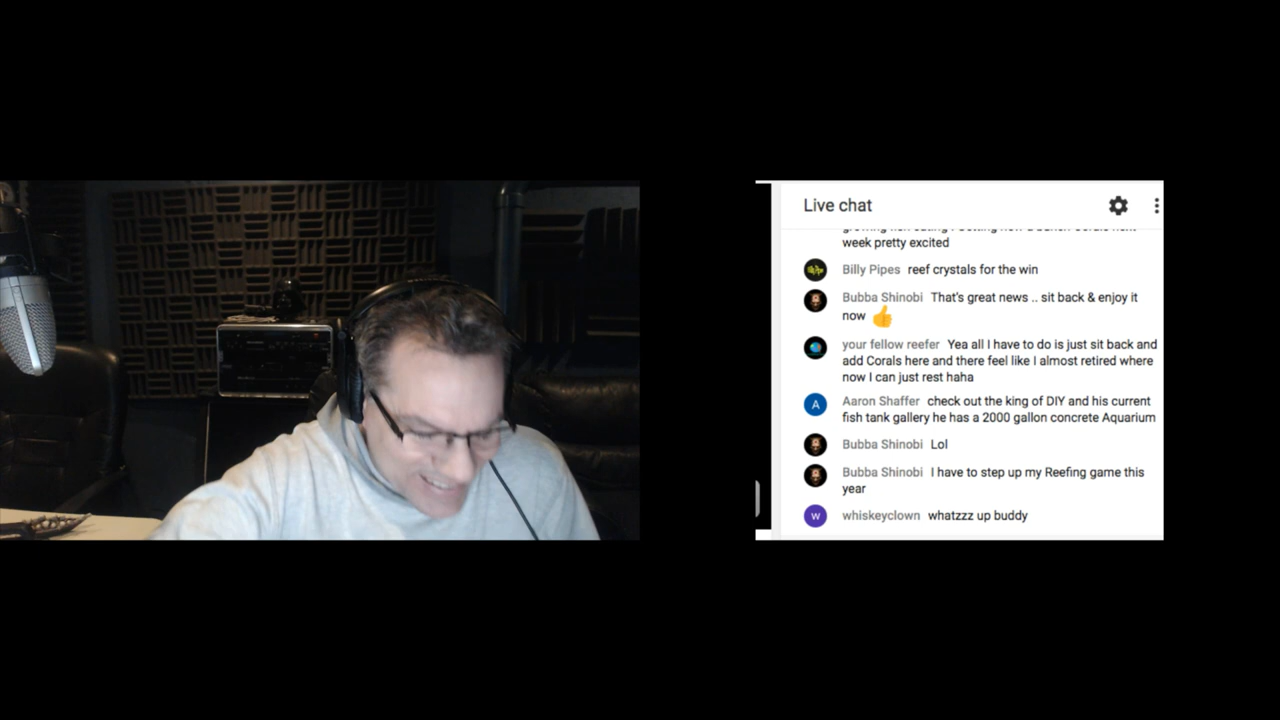 Live chat
week pretty excited
Billy Pipes reef crystals for the win
Bubba Shinobi That's great news .. sit back & enjoy it
now 👍
your fellow reefer Yea all I have to do is just sit back and
add Corals here and there feel like I almost retired where
now I can just rest haha
A Aaron Shaffer check out the king of DIY and his current
fish tank gallery he has a 2000 gallon concrete Aquarium
Bubba Shinobi Lol
Bubba Shinobi I have to step up my Reefing game this
year
w whiskeyclown whatzzz up buddy